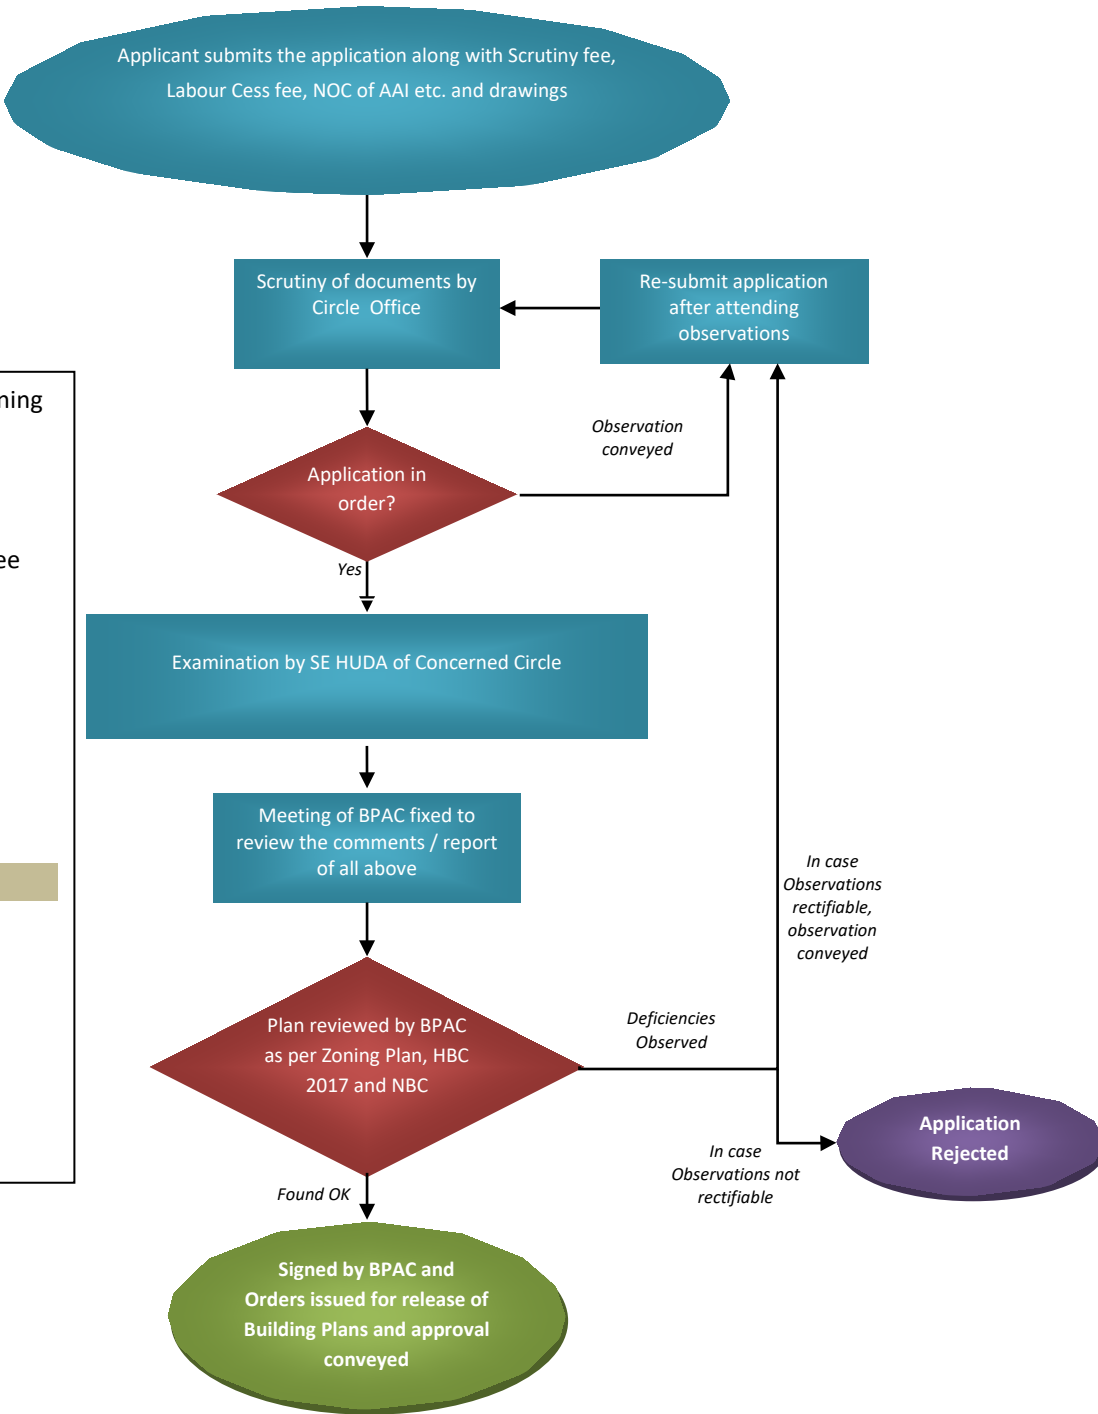 Applicant submits the application along with Scrutiny fee,
Labour Cess fee, NOC of AAI etc. and drawings
Scrutiny of documents by
Circle Office
Re-submit application
after attending
observations
Observation
conveyed
Application in
order?
Yes
Examination by SE HUDA of Concerned Circle
Meeting of BPAC fixed to
review the comments / report
of all above
In case
Observations
rectifiable,
observation
conveyed
Plan reviewed by BPAC
as per Zoning Plan, HBC
2017 and NBC
Deficiencies
Observed
Application
Rejected
In case
Observations not
rectifiable
Found OK
Signed by BPAC and
Orders issued for release of
Building Plans and approval
conveyed